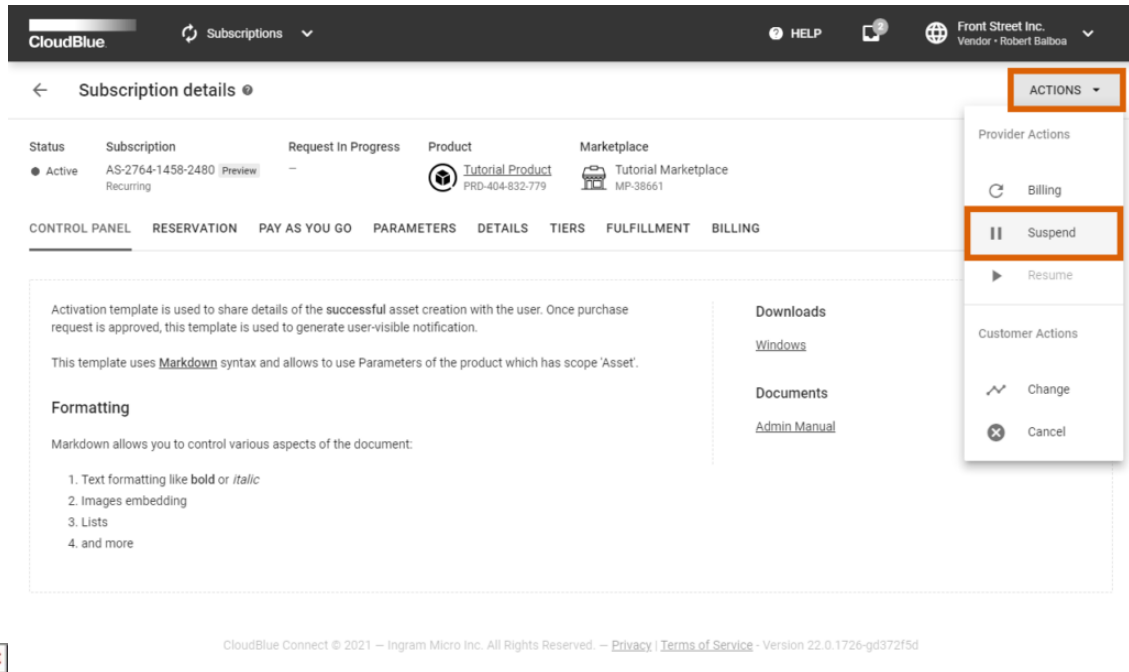 CloudBlue.
Subscriptions
HELP
2
Front Street Inc.
Vendor • Robert Balboa
Subscription details
ACTIONS
Status
Active
Subscription
AS-2764-1458-2480 Preview
Recurring
Request In Progress
–
Product
Tutorial Product
PRD-404-832-779
Marketplace
Tutorial Marketplace
MP-38661
CONTROL PANEL RESERVATION PAY AS YOU GO PARAMETERS DETAILS TIERS FULFILLMENT BILLING
Provider Actions
Billing
Suspend
Resume
Customer Actions
Change
Cancel
Activation template is used to share details of the successful asset creation with the user. Once purchase
request is approved, this template is used to generate user-visible notification.
This template uses Markdown syntax and allows to use Parameters of the product which has scope 'Asset'.
Formatting
Markdown allows you to control various aspects of the document:
1. Text formatting like bold or italic
2. Images embedding
3. Lists
4. and more
Downloads
Windows
Documents
Admin Manual
CloudBlue Connect © 2021 — Ingram Micro Inc. All Rights Reserved. — Privacy | Terms of Service - Version 22.0.1726-gd372f5d